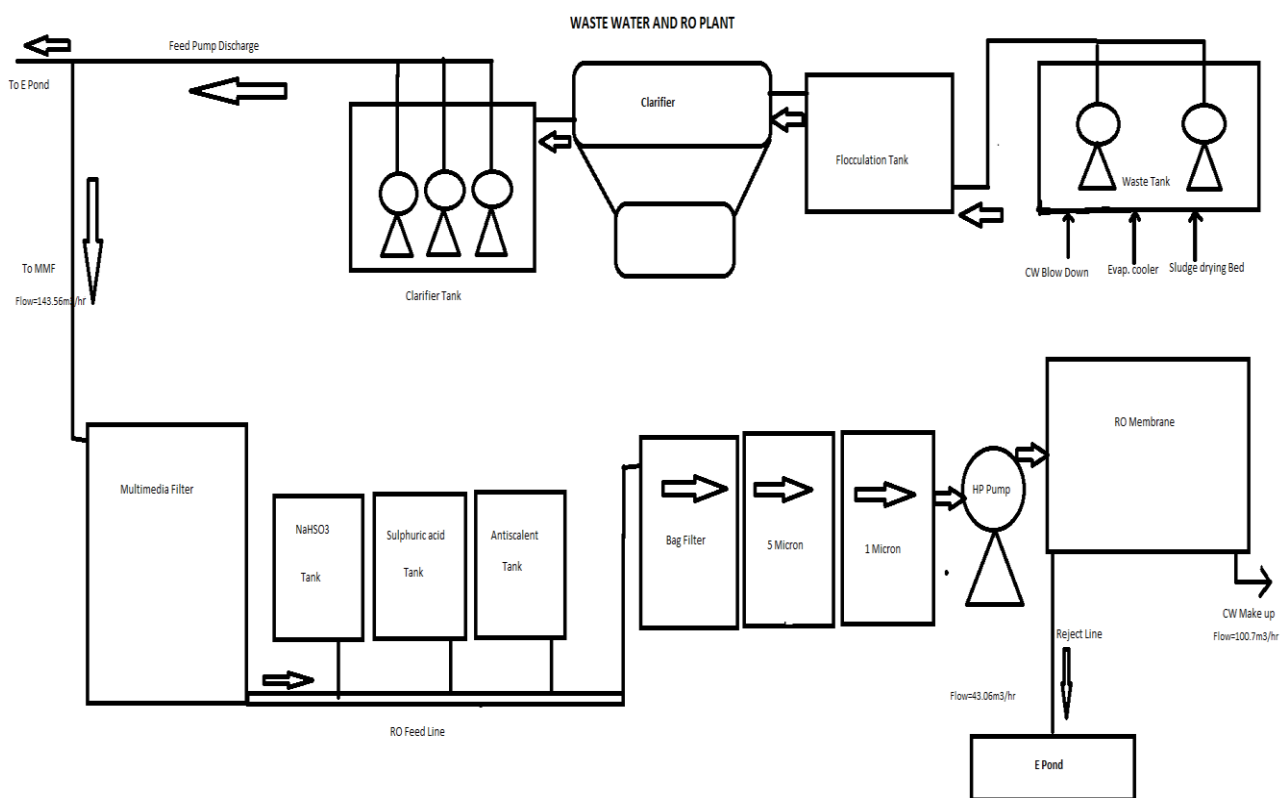 WASTE WATER AND RO PLANT
Feed Pump Discharge
To E Pond
Clarifier
Flocculation Tank
Waste Tank
CW Blow Down
Evap. cooler
Sludge drying Bed
Clarifier Tank
To MMF
Flow=143.56m3/hr
Multimedia Filter
NaHSO3
Tank
Sulphuric acid
Tank
Antiscalent
Tank
Bag Filter
5 Micron
1 Micron
HP Pump
RO Membrane
CW Make up
Flow=100.7m3/hr
Reject Line
Flow=43.06m3/hr
RO Feed Line
E Pond